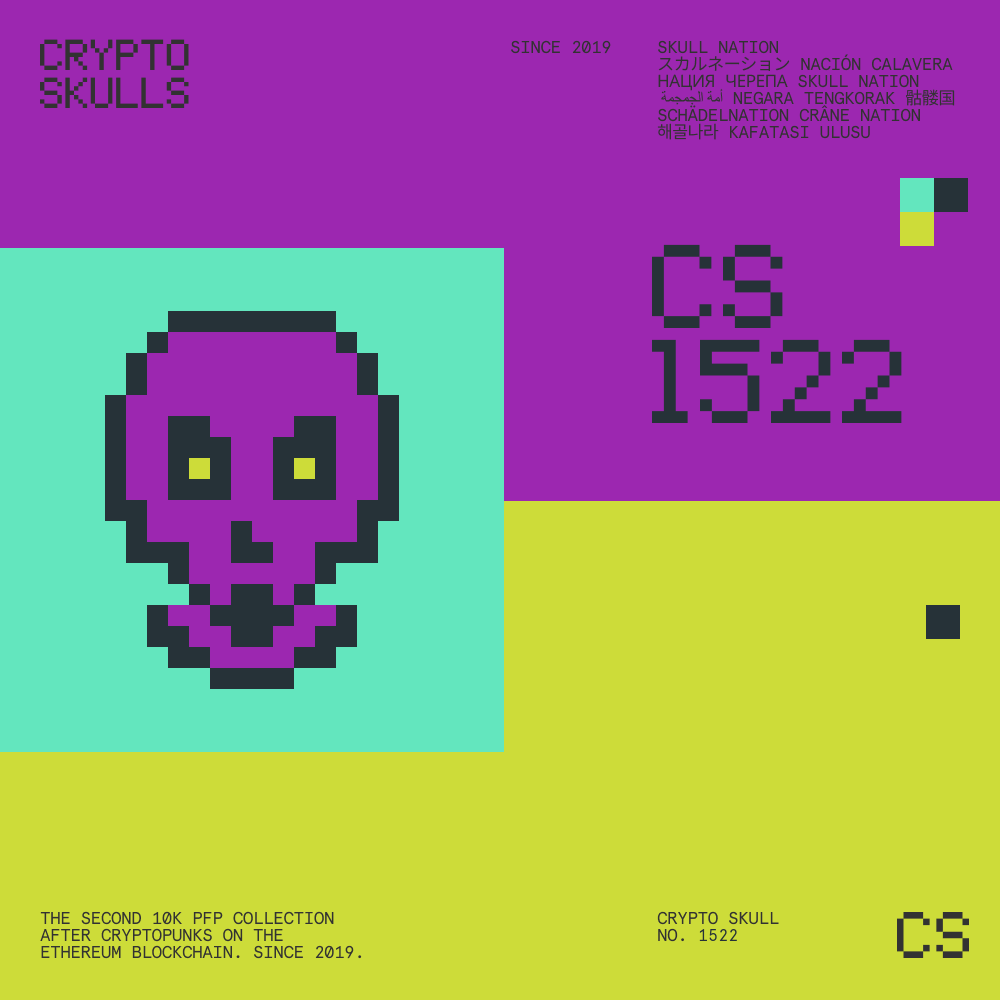 CRYPTO
SKULLS
SINCE 2019
SKULL NATION
スカルネーション NACIÓN CALAVERA
НАЦИЯ ЧЕРЕПА SKULL NATION
أمة الجمجمة NEGARA TENGKORAK 骷髅国
SCHÄDELNATION CRÂNE NATION
해골나라 KAFATASI ULUSU
CS
1522
THE SECOND 10K PFP COLLECTION
AFTER CRYPTOPUNKS ON THE
ETHEREUM BLOCKCHAIN. SINCE 2019.
CRYPTO SKULL
NO. 1522
CS